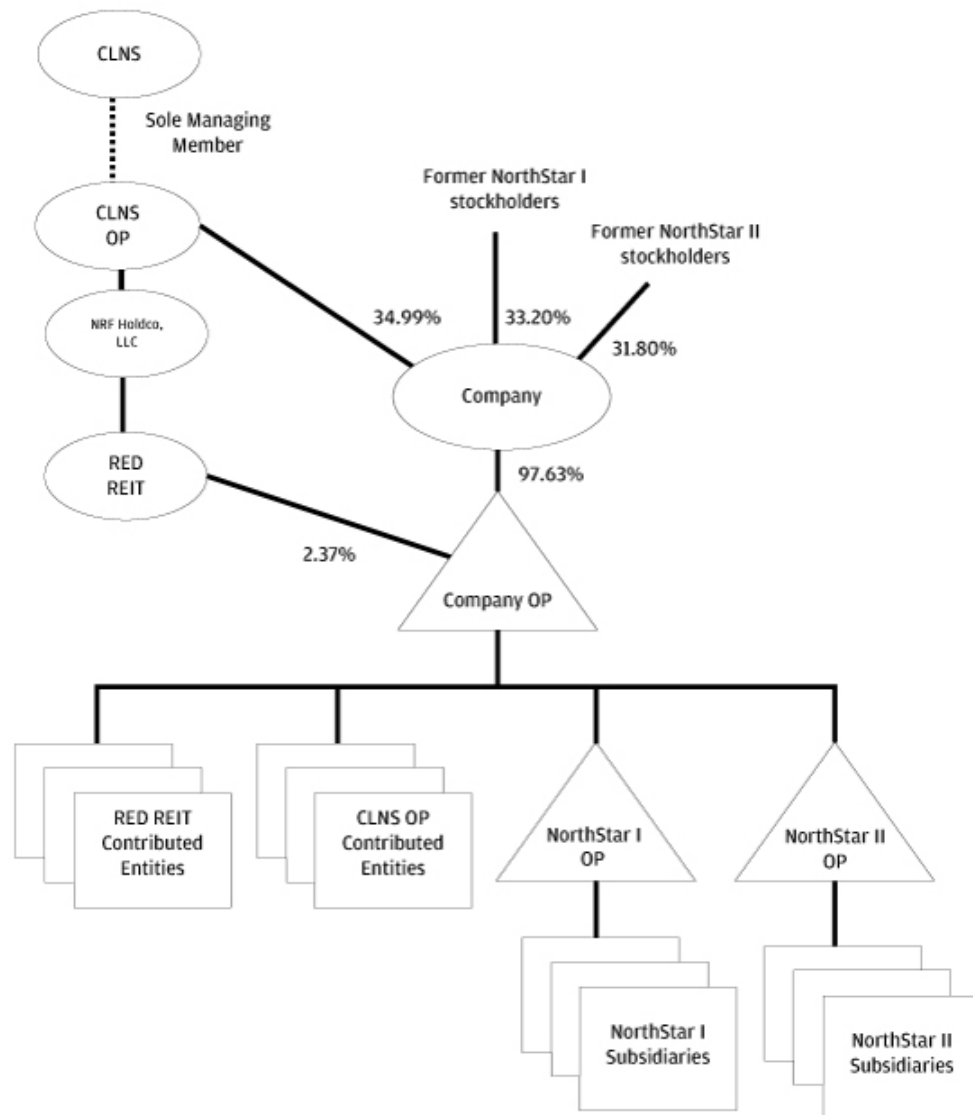 CLNS
Sole Managing
Member
Former NorthStar I
stockholders
CLNS
OP
Former NorthStar II
stockholders
NRF Holdco,
LLC
34.99%
33.20%
31.80%
Company
RED
REIT
97.63%
2.37%
Company OP
RED REIT
Contributed
Entities
CLNS OP
Contributed
Entities
NorthStar I
OP
NorthStar II
OP
NorthStar I
Subsidiaries
NorthStar II
Subsidiaries